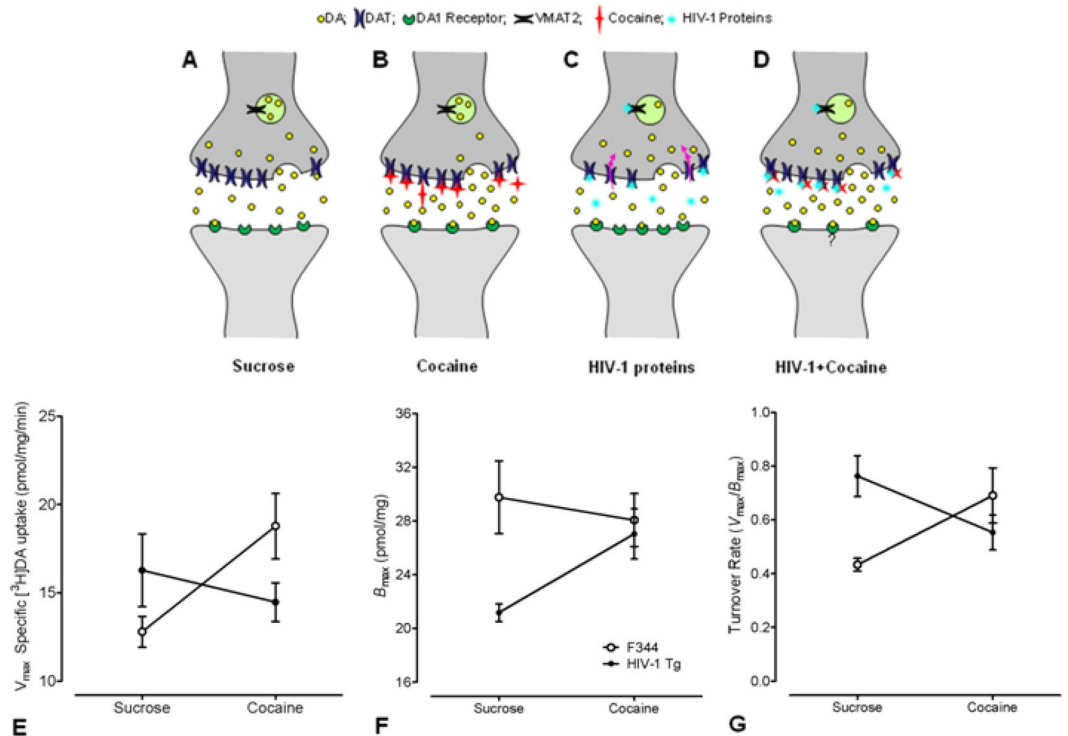 DA; DAT; DA1 Receptor; VMAT2; Cocaine; HIV-1 Proteins
A B C D
?
Sucrose Cocaine HIV-1 proteins HIV-1+Cocaine
Vmax Specific [³H]DA uptake (pmol/mg/min)
25
20
15
10
Sucrose Cocaine
E
Bmax (pmol/mg)
36
32
28
24
20
16
F344
HIV-1 Tg
Sucrose Cocaine
F
Turnover Rate (Vmax/Bmax)
1.0
0.8
0.6
0.4
0.2
0.0
Sucrose Cocaine
G